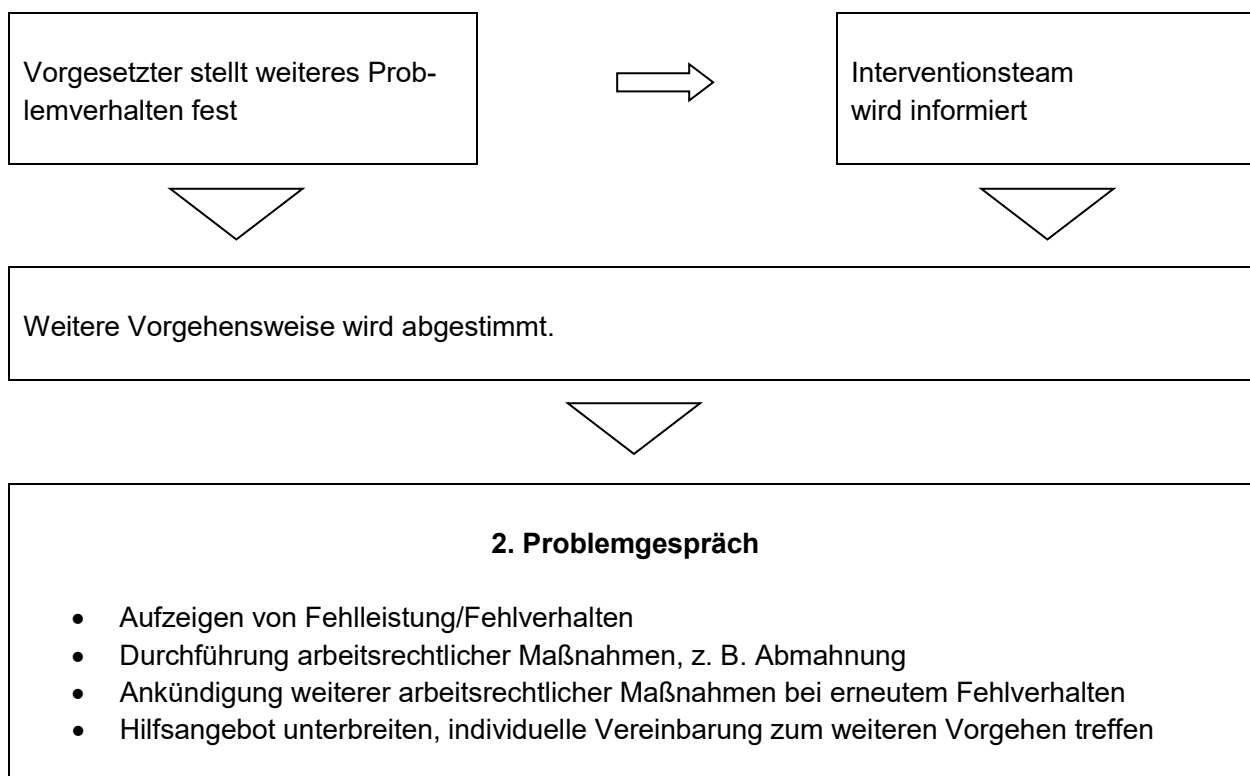 Vorgesetzter stellt weiteres Prob-
lemverhalten fest
Interventionsteam
wird informiert
Weitere Vorgehensweise wird abgestimmt.
2. Problemgespräch
• Aufzeigen von Fehlleistung/Fehlverhalten
• Durchführung arbeitsrechtlicher Maßnahmen, z. B. Abmahnung
• Ankündigung weiterer arbeitsrechtlicher Maßnahmen bei erneutem Fehlverhalten
• Hilfsangebot unterbreiten, individuelle Vereinbarung zum weiteren Vorgehen treffen